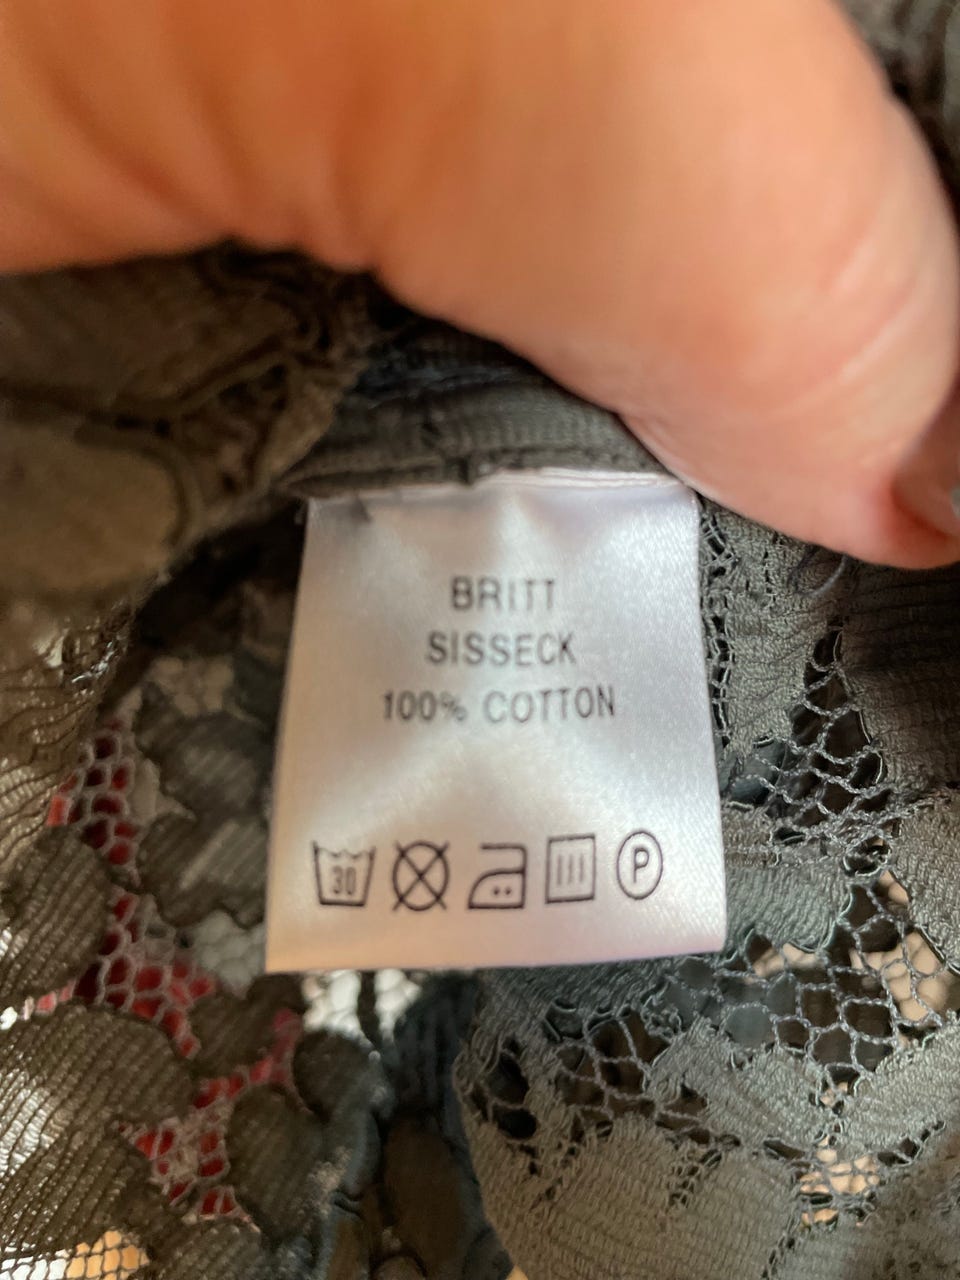 BRITT
SISSECK
100% COTTON
30 P